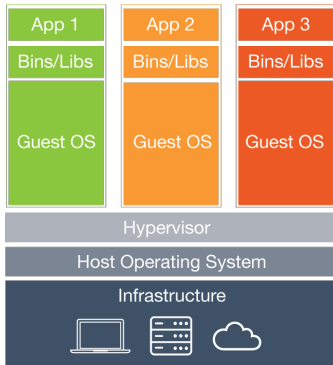 App 1
App 2
App 3
Bins/Libs
Bins/Libs
Bins/Libs
Guest OS
Guest OS
Guest OS
Hypervisor
Host Operating System
Infrastructure